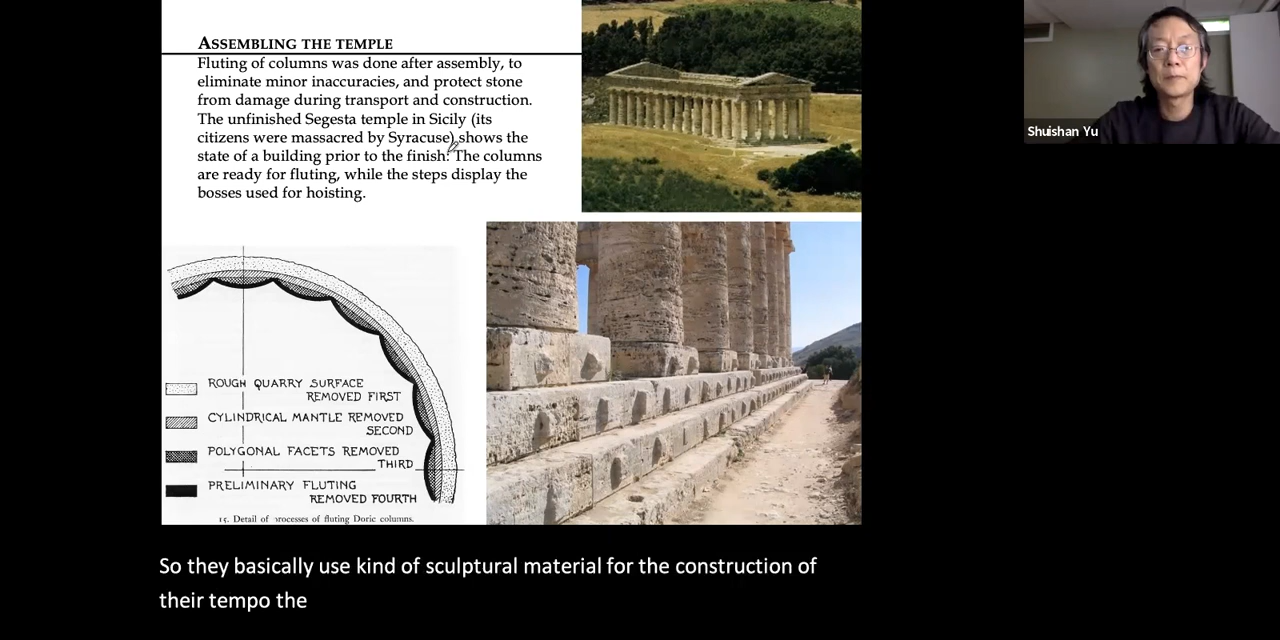 ASSEMBLING THE TEMPLE
Fluting of columns was done after assembly, to
eliminate minor inaccuracies, and protect stone
from damage during transport and construction.
The unfinished Segesta temple in Sicily (its
citizens were massacred by Syracuse) shows the
state of a building prior to the finish: The columns
are ready for fluting, while the steps display the
bosses used for hoisting.
ROUGH QUARRY SURFACE
REMOVED FIRST
CYLINDRICAL MANTLE REMOVED
SECOND
POLYGONAL FACETS REMOVED
THIRD
PRELIMINARY FLUTING
REMOVED FOURTH
15. Detail of processes of fluting Doric columns.
Shuishan Yu
So they basically use kind of sculptural material for the construction of
their tempo the